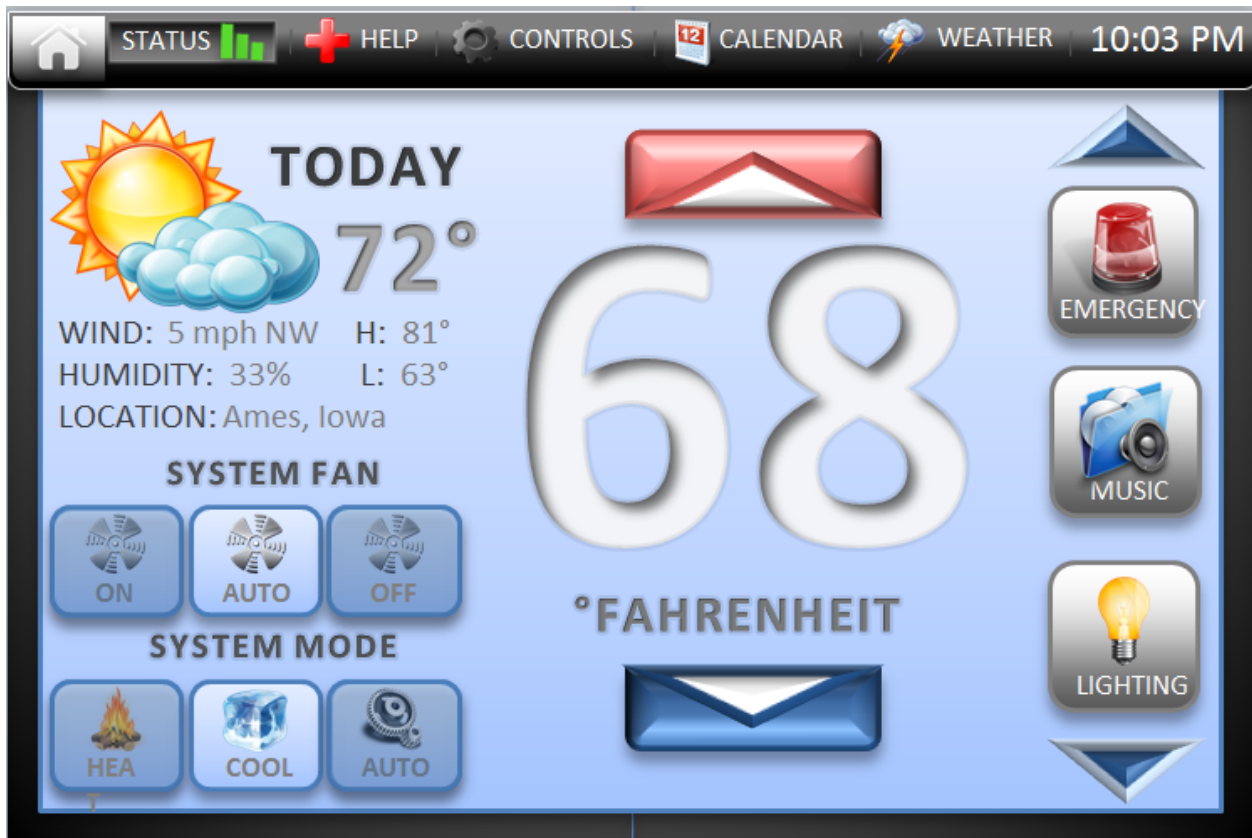 STATUS HELP CONTROLS 12 CALENDAR WEATHER 10:03 PM
TODAY
72°
WIND: 5 mph NW H: 81°
HUMIDITY: 33% L: 63°
LOCATION: Ames, Iowa
SYSTEM FAN
ON AUTO OFF
SYSTEM MODE
HEA
T
COOL AUTO
68
°FAHRENHEIT
EMERGENCY
MUSIC
LIGHTING